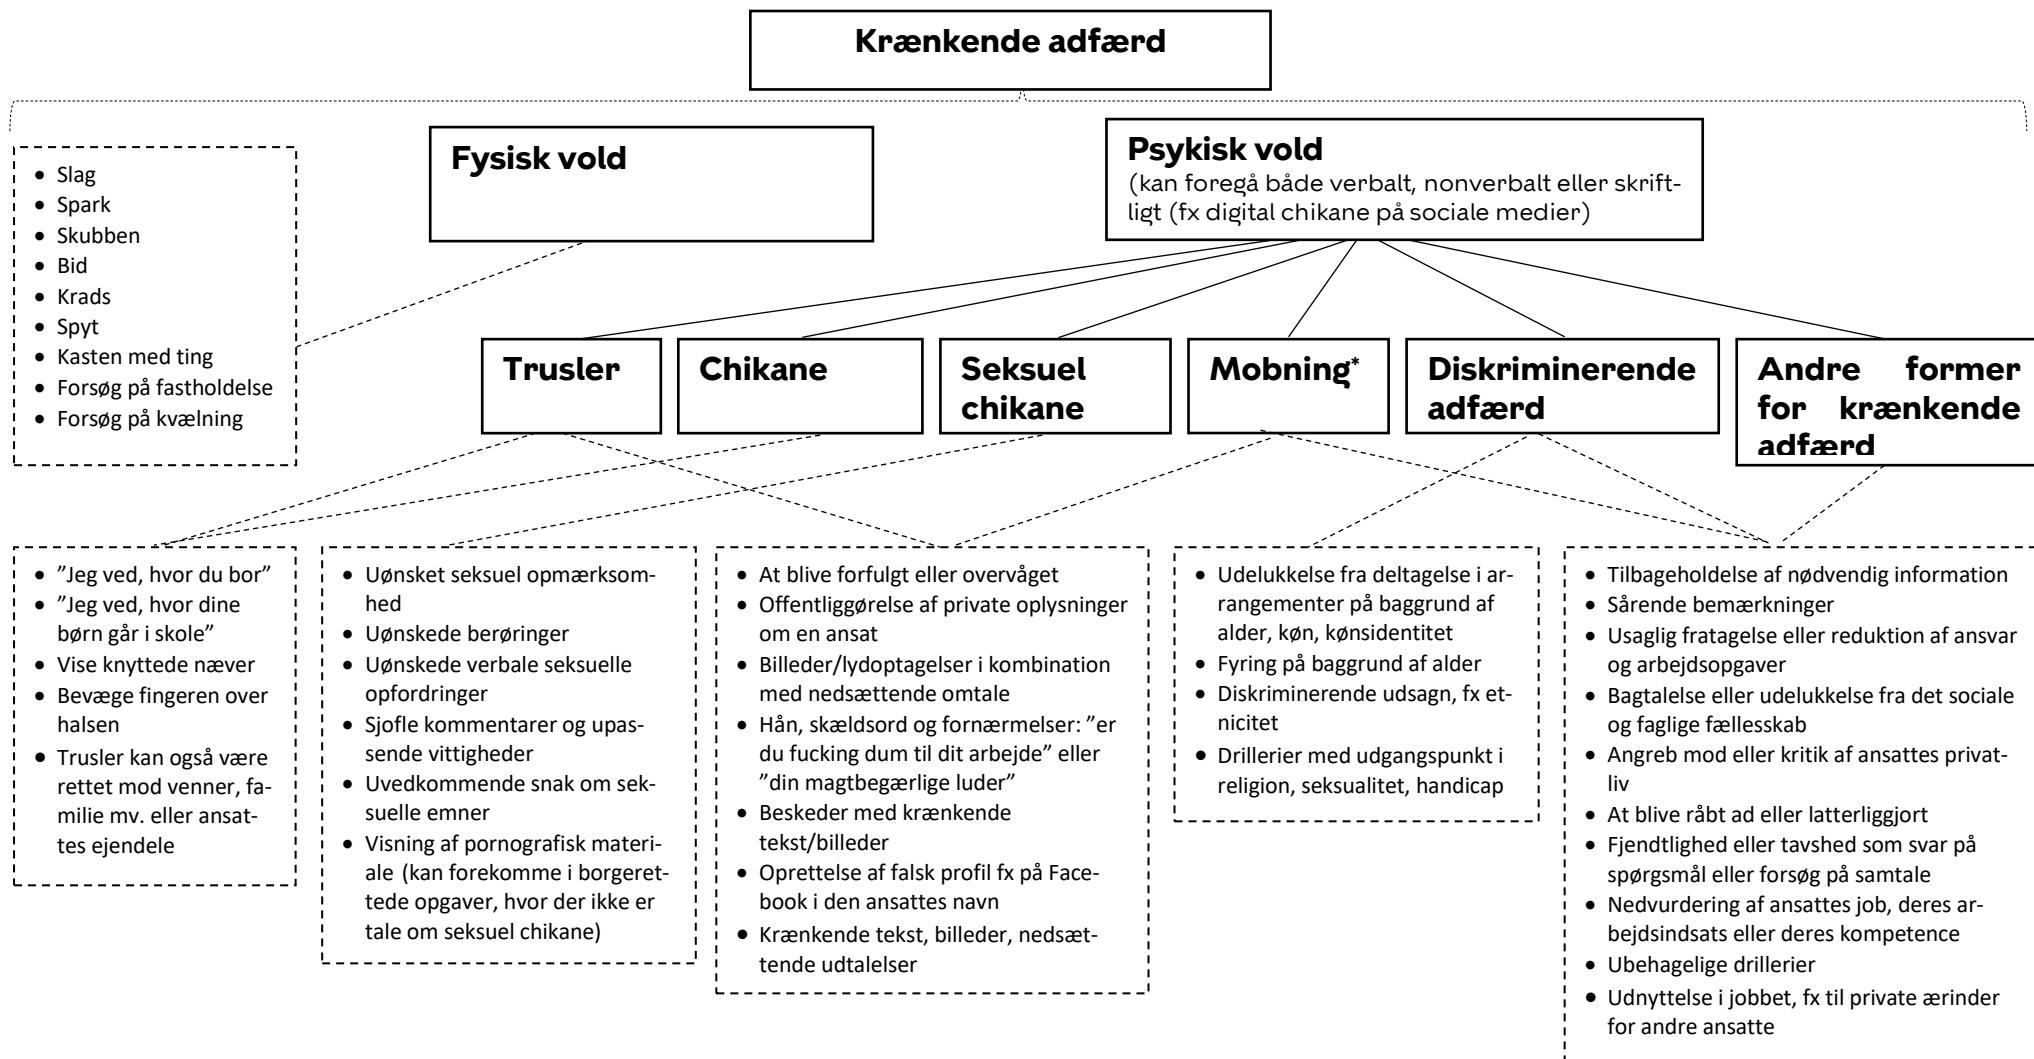 Krænkende adfærd
Fysisk vold
Psykisk vold
(kan foregå både verbalt, nonverbalt eller skrift-
ligt (fx digital chikane på sociale medier)
• Slag
• Spark
• Skubben
• Bid
• Krads
• Spyt
• Kasten med ting
• Forsøg på fastholdelse
• Forsøg på kvælning
Trusler
Chikane
Seksuel
chikane
Mobning*
Diskriminerende
adfærd
Andre former
for krænkende
adfærd
• ”Jeg ved, hvor du bor”
• ”Jeg ved, hvor dine
børn går i skole”
• Vise knyttede næver
• Bevæge fingeren over
halsen
• Trusler kan også være
rettet mod venner, fa-
milie mv. eller ansat-
tes ejendele
• Uønsket seksuel opmærksom-
hed
• Uønskede berøringer
• Uønskede verbale seksuelle
opfordringer
• Sjofle kommentarer og upas-
sende vittigheder
• Uvedkommende snak om sek-
suelle emner
• Visning af pornografisk materi-
ale (kan forekomme i borgeret-
tede opgaver, hvor der ikke er
tale om seksuel chikane)
• At blive forfulgt eller overvåget
• Offentliggørelse af private oplysninger
om en ansat
• Billeder/lydoptagelser i kombination
med nedsættende omtale
• Hån, skældsord og fornærmelser: ”er
du fucking dum til dit arbejde” eller
”din magtbegærlige luder”
• Beskeder med krænkende
tekst/billeder
• Oprettelse af falsk profil fx på Face-
book i den ansattes navn
• Krænkende tekst, billeder, nedsæt-
tende udtalelser
• Udelukkelse fra deltagelse i ar-
rangementer på baggrund af
alder, køn, kønsidentitet
• Fyring på baggrund af alder
• Diskriminerende udsagn, fx et-
nicitet
• Drillerier med udgangspunkt i
religion, seksualitet, handicap
• Tilbageholdelse af nødvendig information
• Sårende bemærkninger
• Usaglig fratagelse eller reduktion af ansvar
og arbejdsopgaver
• Bagtalelse eller udelukkelse fra det sociale
og faglige fællesskab
• Angreb mod eller kritik af ansattes privat-
liv
• At blive råbt ad eller latterliggjort
• Fjendtlighed eller tavshed som svar på
spørgsmål eller forsøg på samtale
• Nedvurdering af ansattes job, deres ar-
bejdsindsats eller deres kompetence
• Ubehagelige drillerier
• Udnyttelse i jobbet, fx til private ærinder
for andre ansatte